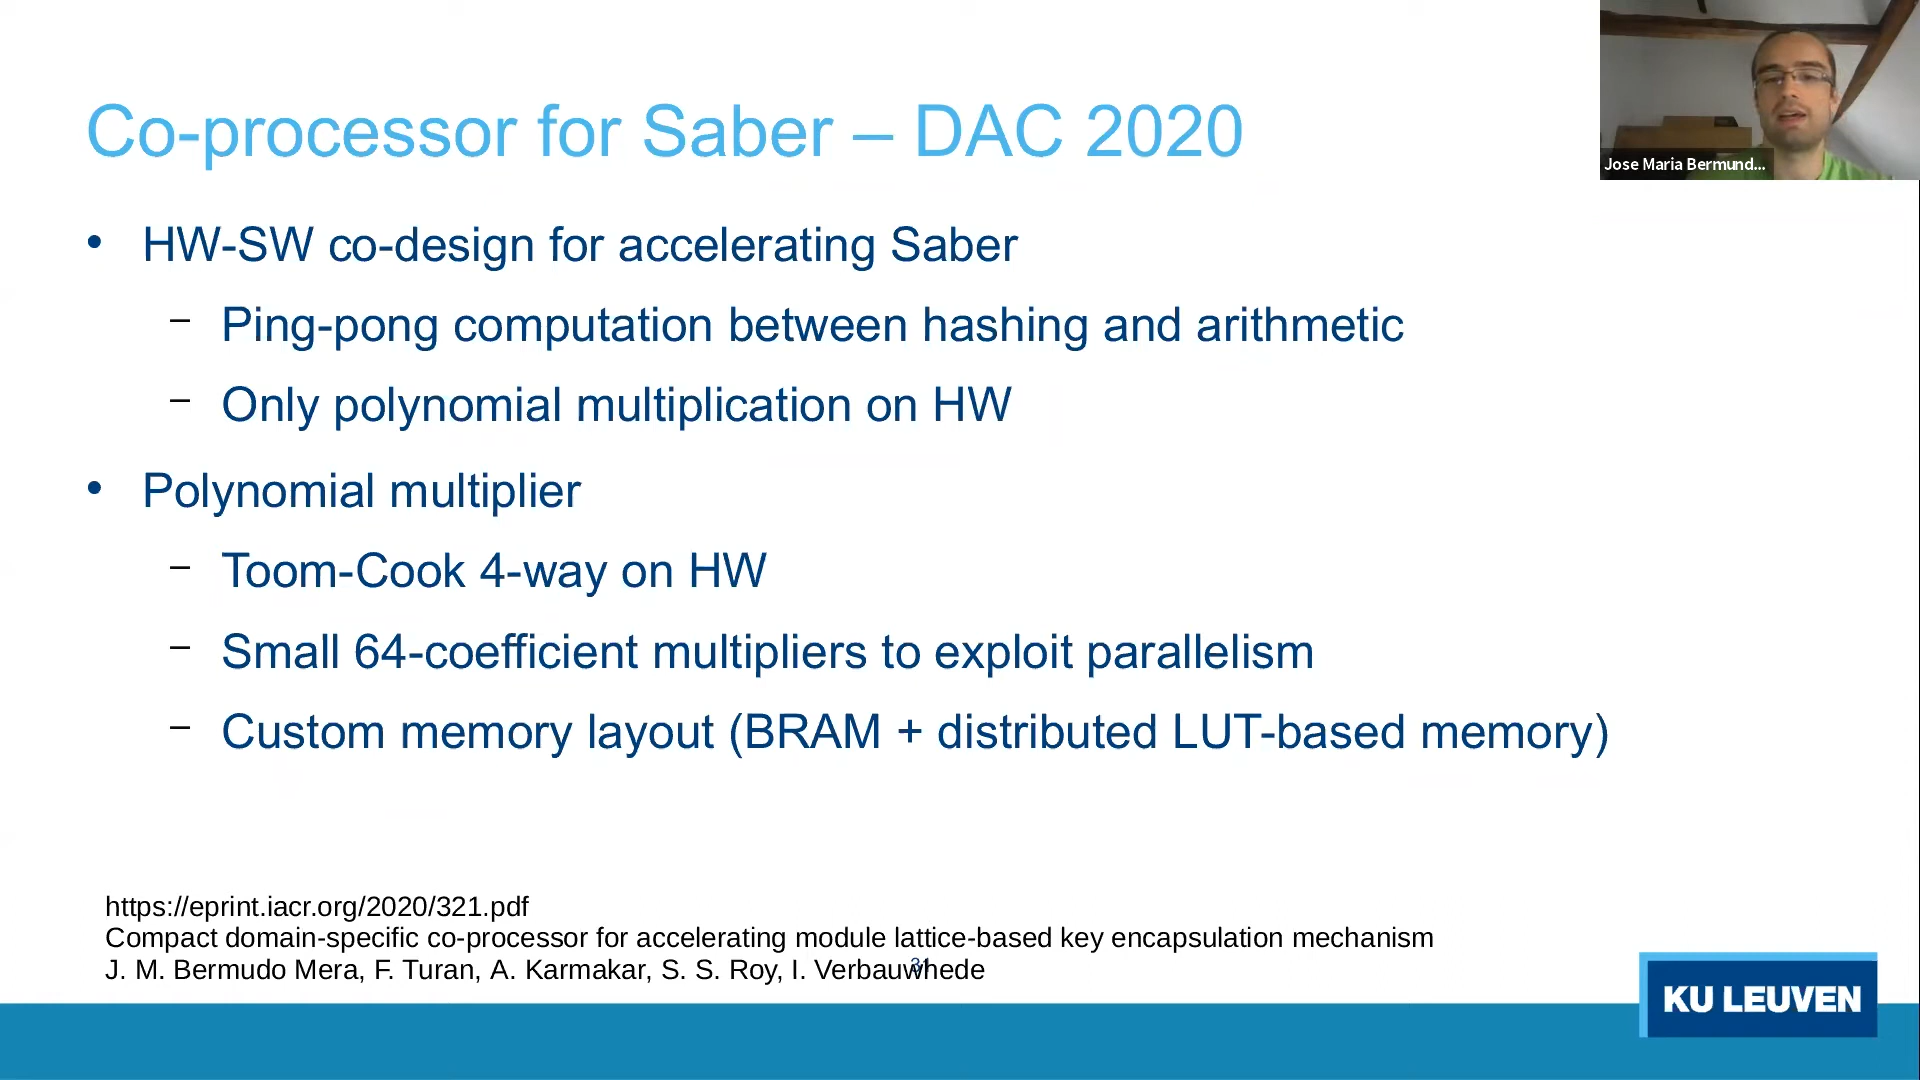 Co-processor for Saber – DAC 2020
Jose Maria Bermund...
• HW-SW co-design for accelerating Saber
– Ping-pong computation between hashing and arithmetic
– Only polynomial multiplication on HW
• Polynomial multiplier
– Toom-Cook 4-way on HW
– Small 64-coefficient multipliers to exploit parallelism
– Custom memory layout (BRAM + distributed LUT-based memory)
https://eprint.iacr.org/2020/321.pdf
Compact domain-specific co-processor for accelerating module lattice-based key encapsulation mechanism
J. M. Bermudo Mera, F. Turan, A. Karmakar, S. S. Roy, I. Verbauwhede
KU LEUVEN